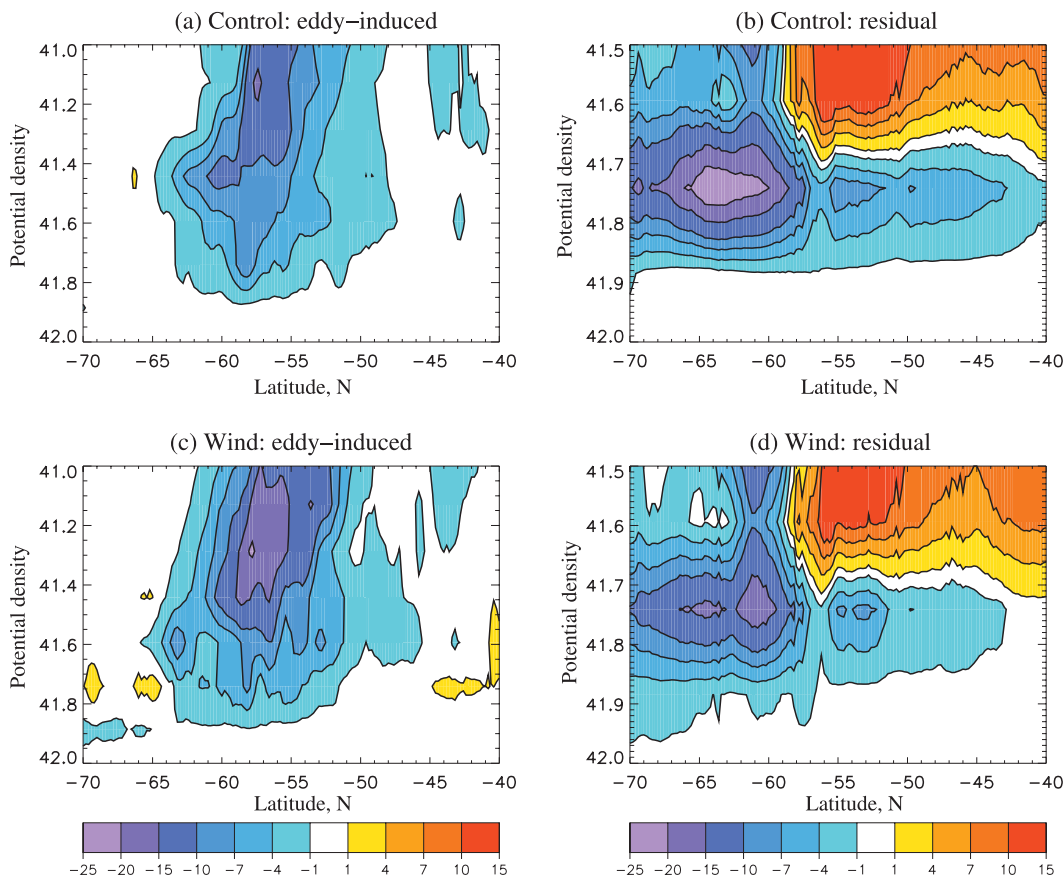 (a) Control: eddy−induced
(b) Control: residual
41.0
41.2
41.4
41.6
41.8
42.0
Potential density
−70 −65 −60 −55 −50 −45 −40
Latitude, N
41.5
41.6
41.7
41.8
41.9
42.0
Potential density
−70 −65 −60 −55 −50 −45 −40
Latitude, N
(c) Wind: eddy−induced
(d) Wind: residual
41.0
41.2
41.4
41.6
41.8
42.0
Potential density
−70 −65 −60 −55 −50 −45 −40
Latitude, N
41.5
41.6
41.7
41.8
41.9
42.0
Potential density
−70 −65 −60 −55 −50 −45 −40
Latitude, N
−25 −20 −15 −10 −7 −4 −1 1 4 7 10 15
−25 −20 −15 −10 −7 −4 −1 1 4 7 10 15